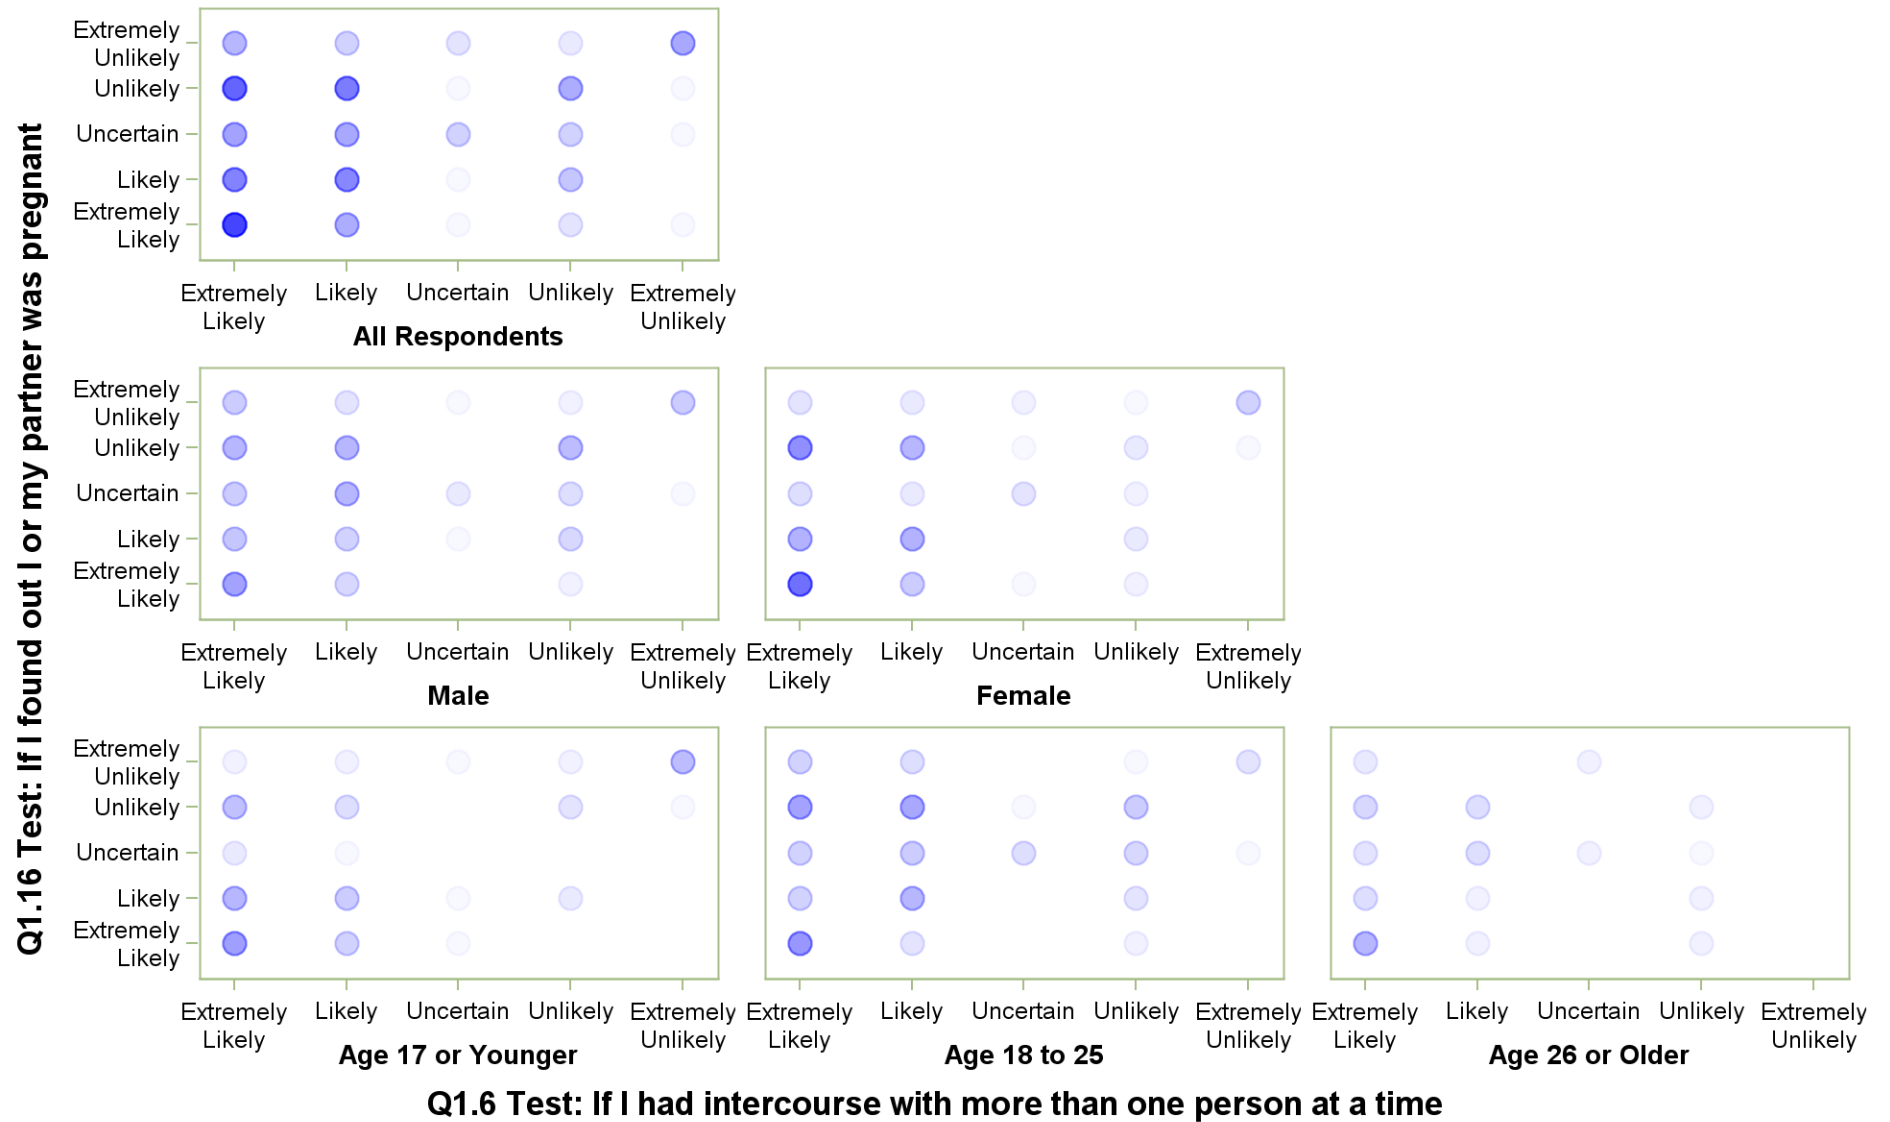 Q1.16 Test: If I found out I or my partner was pregnant
Extremely
Unlikely
Unlikely
Uncertain
Likely
Extremely
Likely
Extremely Likely Uncertain Unlikely Extremely
Likely Unlikely
All Respondents
Extremely
Unlikely
Unlikely
Uncertain
Likely
Extremely
Likely
Extremely Likely Uncertain Unlikely Extremely Extremely Likely Uncertain Unlikely Extremely
Likely Unlikely Likely Unlikely
Male Female
Extremely
Unlikely
Unlikely
Uncertain
Likely
Extremely
Likely
Extremely Likely Uncertain Unlikely Extremely Extremely Likely Uncertain Unlikely Extremely Extremely Likely Uncertain Unlikely Extremely
Likely Unlikely Likely Unlikely Likely Unlikely
Age 17 or Younger Age 18 to 25 Age 26 or Older
Q1.6 Test: If I had intercourse with more than one person at a time